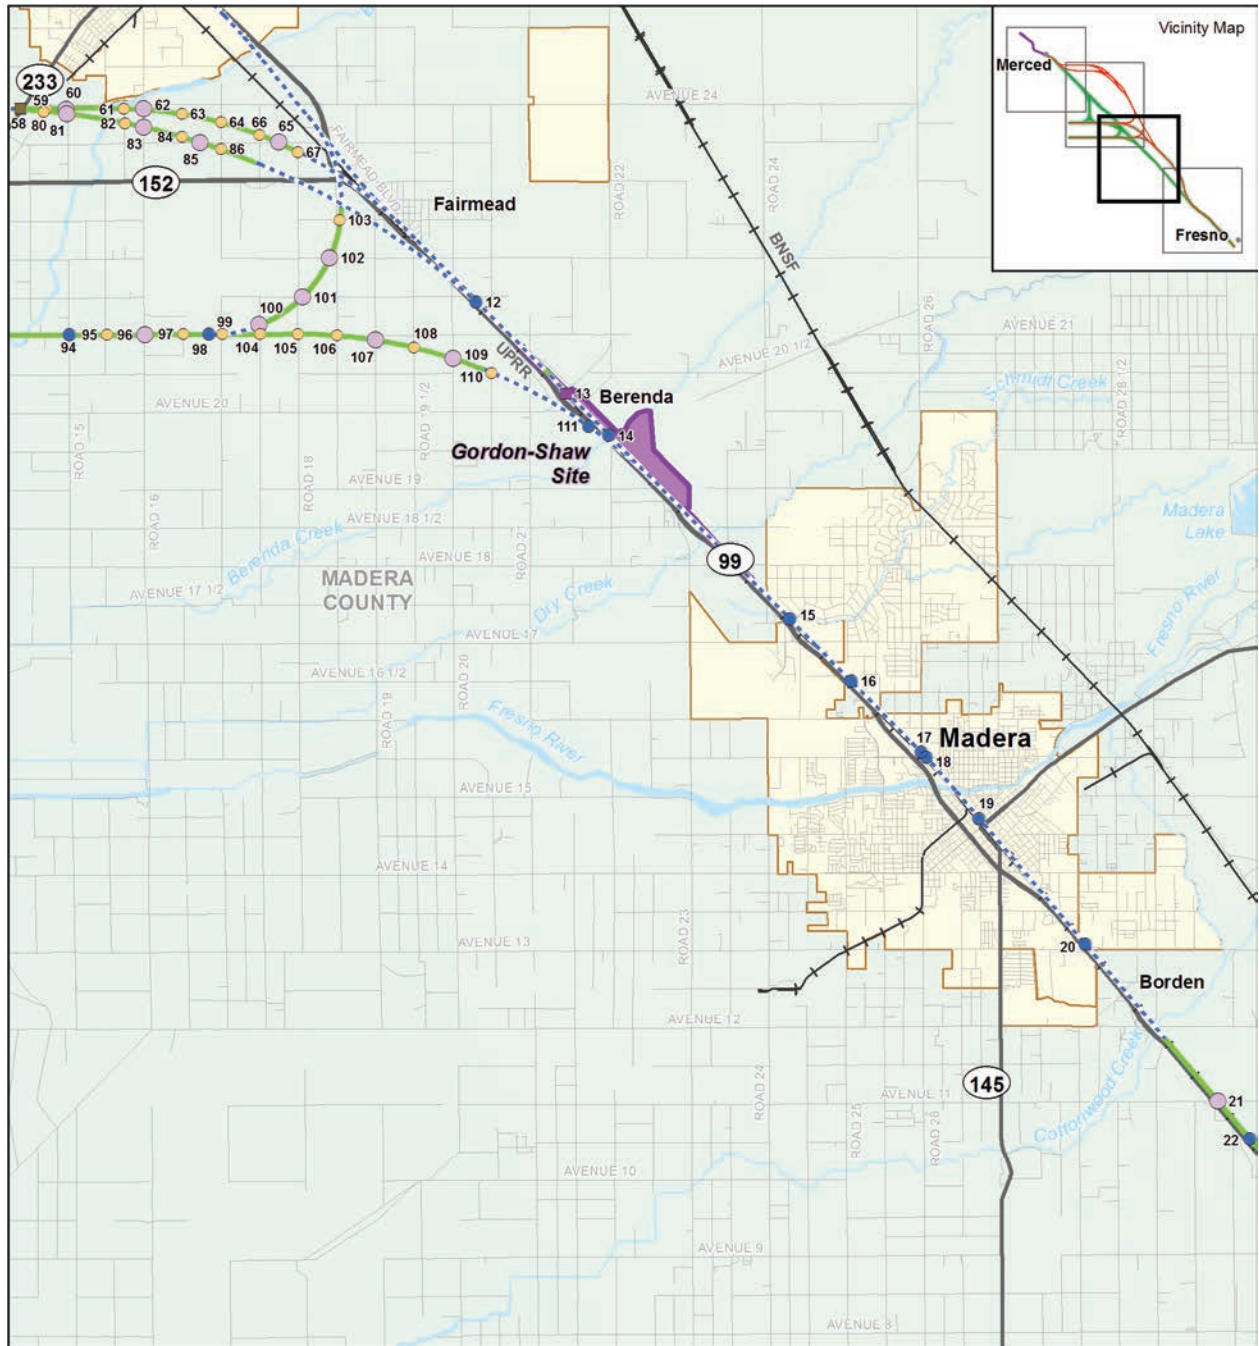 Vicinity Map
Merced
Fresno
233
AVENUE 24
59
60
61
62
63
64
66
65
58
80
81
82
83
84
85
86
67
FAIRMEAD BLVD
ROAD 22
ROAD 24
152
Fairmead
103
BNSF
102
101
12
100
99
ROAD 26
AVENUE 21
94
95
96
97
98
104
105
106
107
108
109
110
UPRR
AVENUE 20 1/2
Schmidt Creek
ROAD 28 1/2
13
Berenda
AVENUE 20
ROAD 19 1/2
111
14
ROAD 15
Gordon-Shaw
Site
ROAD 18
AVENUE 19
ROAD 16
AVENUE 18 1/2
Madera
Lake
Berenda Creek
AVENUE 18
ROAD 21
99
MADERA
COUNTY
AVENUE 17 1/2
Dry Creek
Fresno River
15
AVENUE 17
AVENUE 16 1/2
ROAD 20
16
ROAD 19
Fresno River
17
Madera
18
AVENUE 15
19
AVENUE 14
ROAD 23
AVENUE 13
20
Borden
AVENUE 12
ROAD 24
145
AVENUE 11
Cottonwood Creek
21
ROAD 25
ROAD 26
22
AVENUE 10
AVENUE 9
AVENUE 8